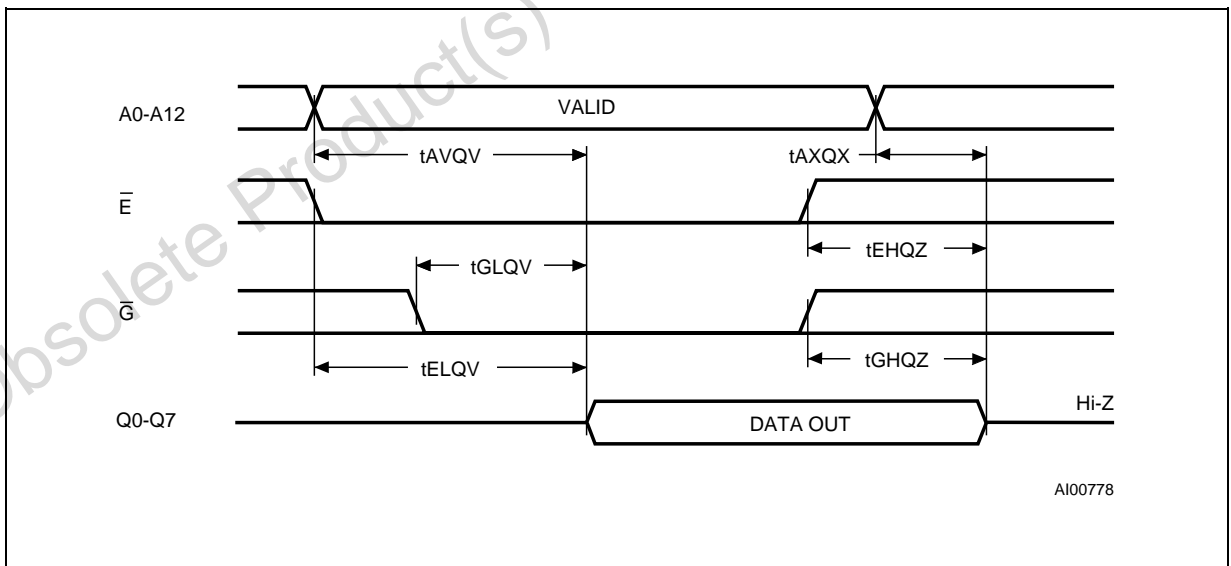 Obsolete Product(s)
A0-A12
VALID
tAVQV
tAXQX
E̅
tEHQZ
tGLQV
G̅
tGHQZ
tELQV
Q0-Q7
DATA OUT
Hi-Z
AI00778